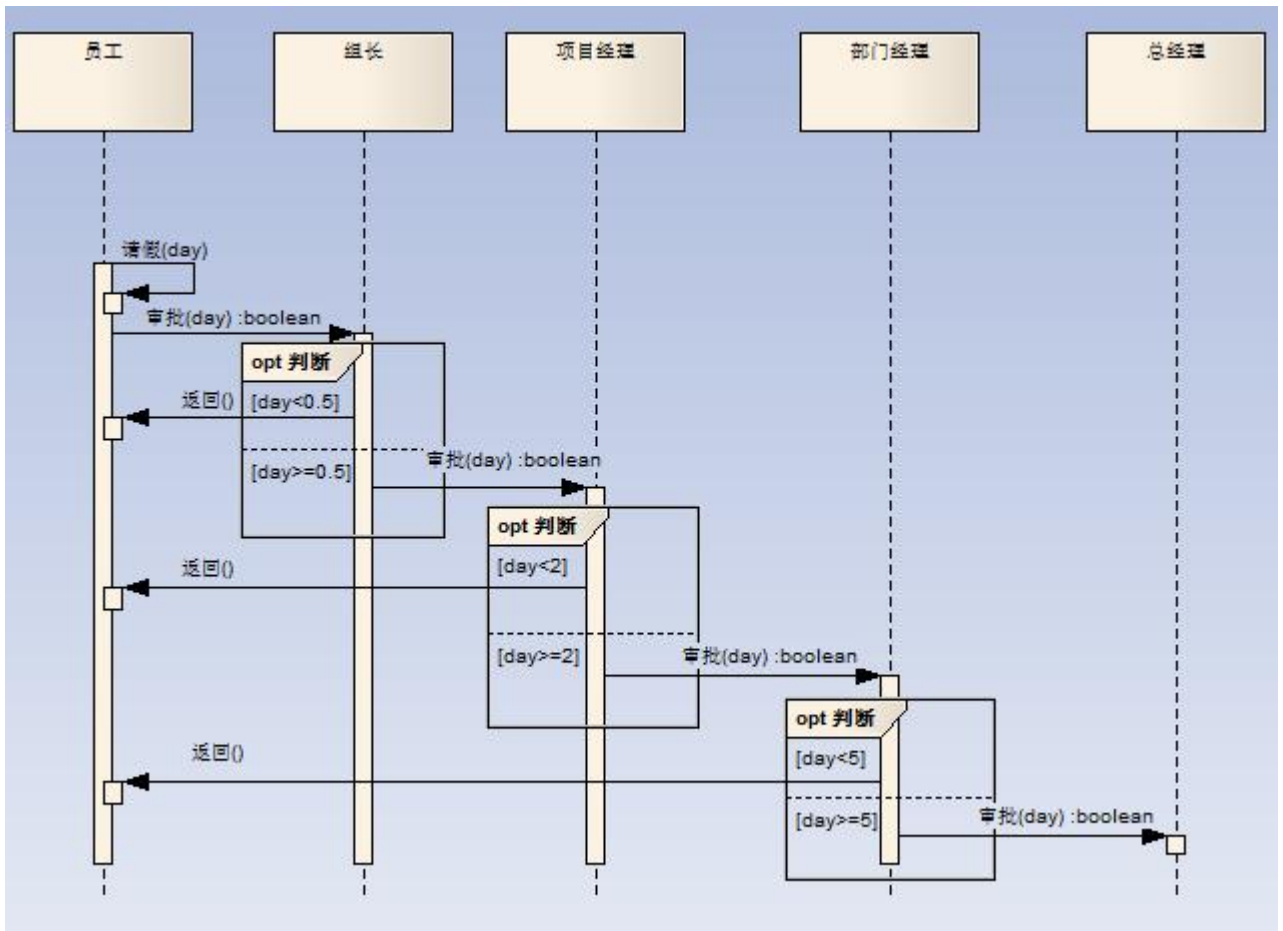 员工
组长
项目经理
部门经理
总经理
请假(day)
审批(day) :boolean
opt 判断
返回()
[day<0.5]
审批(day) :boolean
[day>=0.5]
opt 判断
[day<2]
返回()
[day>=2]
审批(day) :boolean
opt 判断
返回()
[day<5]
审批(day) :boolean
[day>=5]